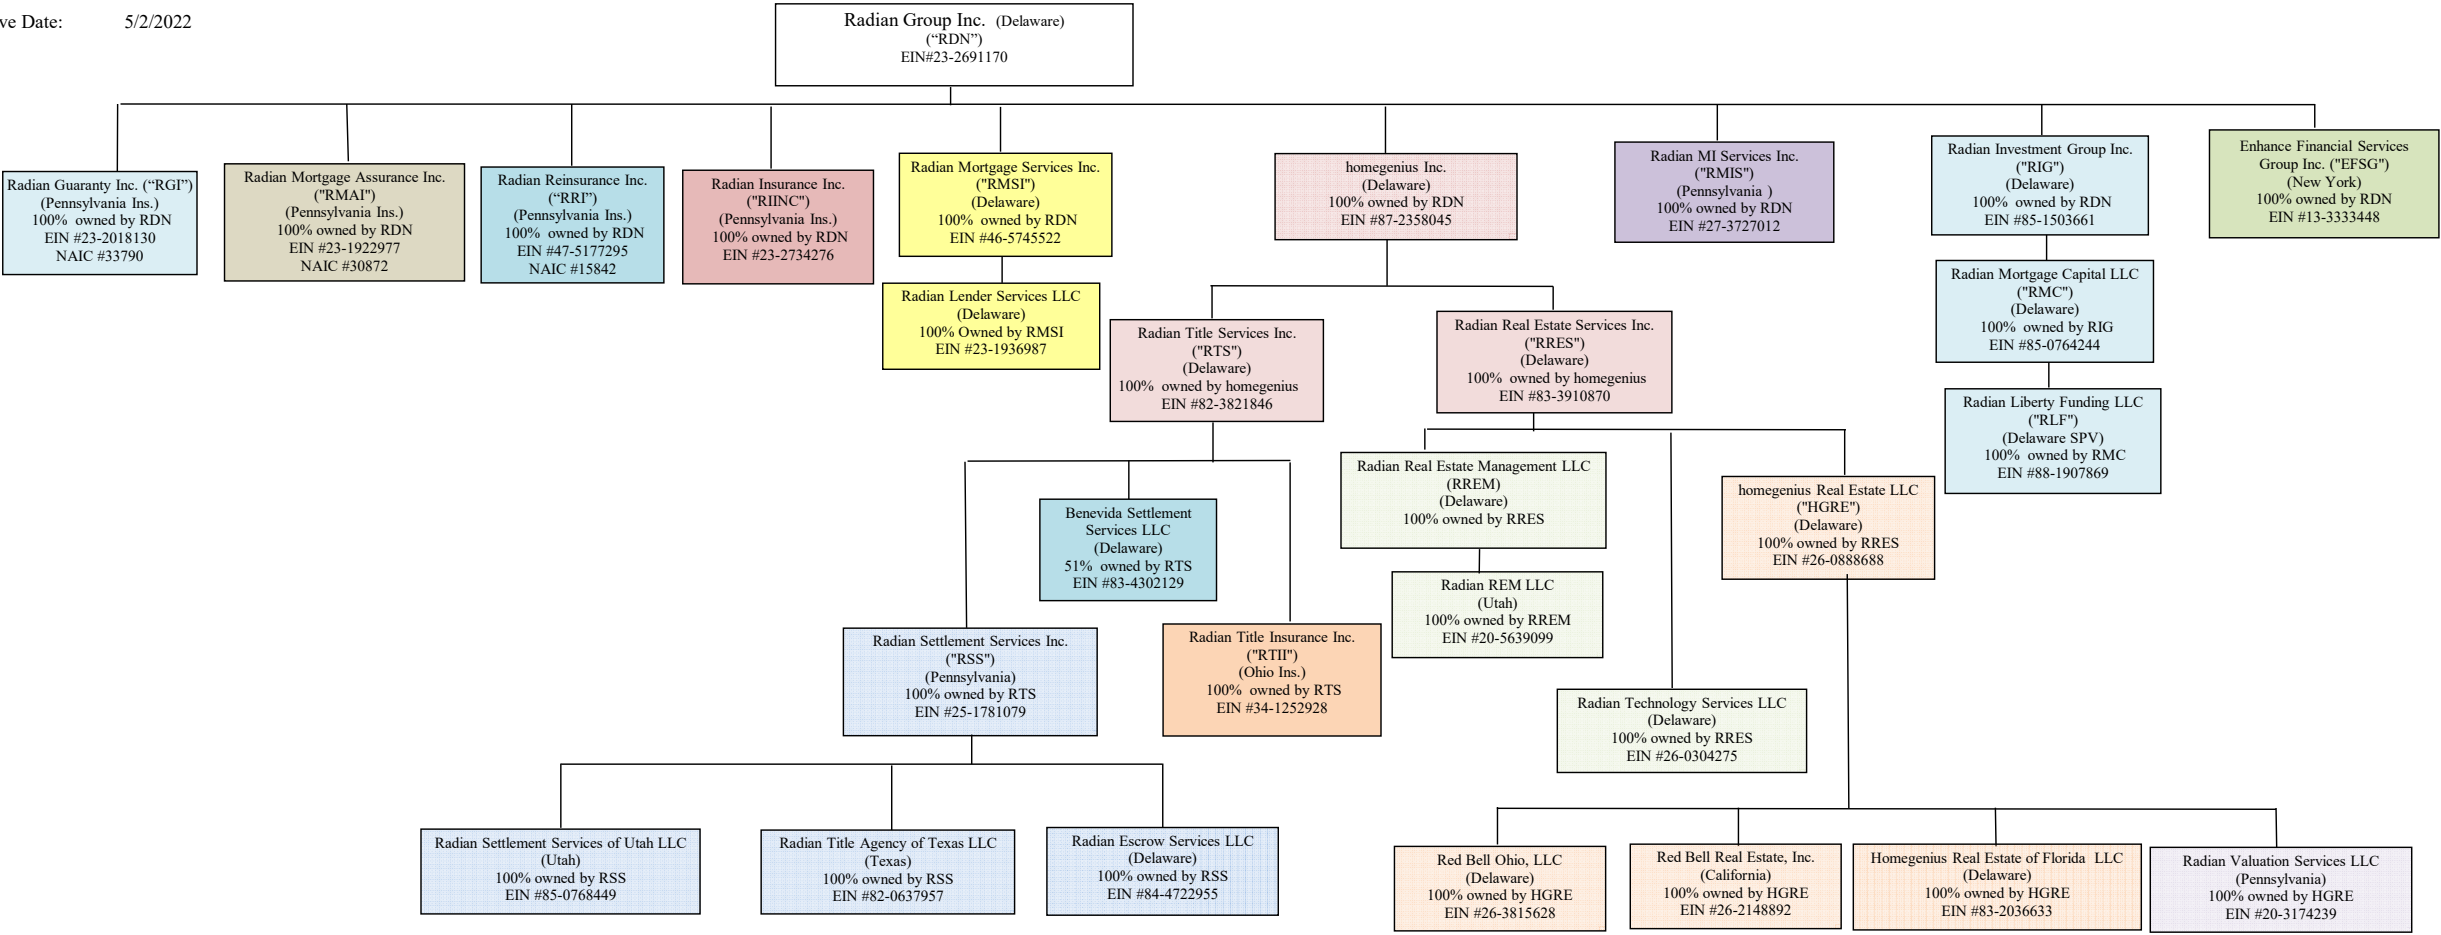 ve Date: 5/2/2022
Radian Group Inc. (Delaware)
(“RDN”)
EIN#23-2691170
Radian Guaranty Inc. (“RGI”)
(Pennsylvania Ins.)
100% owned by RDN
EIN #23-2018130
NAIC #33790
Radian Mortgage Assurance Inc.
("RMAI")
(Pennsylvania Ins.)
100% owned by RDN
EIN #23-1922977
NAIC #30872
Radian Reinsurance Inc.
“RRI”)
(Pennsylvania Ins.)
100% owned by RDN
EIN #47-5177295
NAIC #15842
Radian Insurance Inc.
("RIINC")
(Pennsylvania Ins.)
100% owned by RDN
EIN #23-2734276
Radian Mortgage Services Inc.
("RMSI")
(Delaware)
100% owned by RDN
EIN #46-5745522
homegenius Inc.
(Delaware)
100% owned by RDN
EIN #87-2358045
Radian MI Services Inc.
("RMIS")
(Pennsylvania )
100% owned by RDN
EIN #27-3727012
Radian Investment Group Inc.
"RIG")
(Delaware)
100% owned by RDN
EIN #85-1503661
Enhance Financial Services
Group Inc. ("EFSG")
(New York)
100% owned by RDN
EIN #13-3333448
Radian Lender Services LLC
(Delaware)
100% Owned by RMSI
EIN #23-1936987
Radian Title Services Inc.
("RTS")
(Delaware)
100% owned by homegenius
EIN #82-3821846
Radian Real Estate Services Inc.
("RRES")
(Delaware)
100% owned by homegenius
EIN #83-3910870
Radian Mortgage Capital LLC
("RMC")
(Delaware)
100% owned by RIG
EIN #85-0764244
Radian Liberty Funding LLC
("RLF")
(Delaware SPV)
100% owned by RMC
EIN #88-1907869
Benevida Settlement
Services LLC
(Delaware)
51% owned by RTS
EIN #83-4302129
Radian Real Estate Management LLC
(RREM)
(Delaware)
100% owned by RRES
homegenius Real Estate LLC
("HGRE")
(Delaware)
100% owned by RRES
EIN #26-0888688
Radian REM LLC
(Utah)
100% owned by RREM
EIN #20-5639099
Radian Settlement Services Inc.
("RSS")
(Pennsylvania)
100% owned by RTS
EIN #25-1781079
Radian Title Insurance Inc.
"RTII")
(Ohio Ins.)
100% owned by RTS
EIN #34-1252928
Radian Technology Services LLC
(Delaware)
100% owned by RRES
EIN #26-0304275
Radian Settlement Services of Utah LLC
(Utah)
100% owned by RSS
EIN #85-0768449
Radian Title Agency of Texas LLC
(Texas)
100% owned by RSS
EIN #82-0637957
Radian Escrow Services LLC
(Delaware)
100% owned by RSS
EIN #84-4722955
Red Bell Ohio, LLC
(Delaware)
100% owned by HGRE
EIN #26-3815628
Red Bell Real Estate, Inc.
(California)
100% owned by HGRE
EIN #26-2148892
Homegenius Real Estate of Florida LLC
(Delaware)
100% owned by HGRE
EIN #83-2036633
Radian Valuation Services LLC
(Pennsylvania)
100% owned by HGRE
EIN #20-3174239